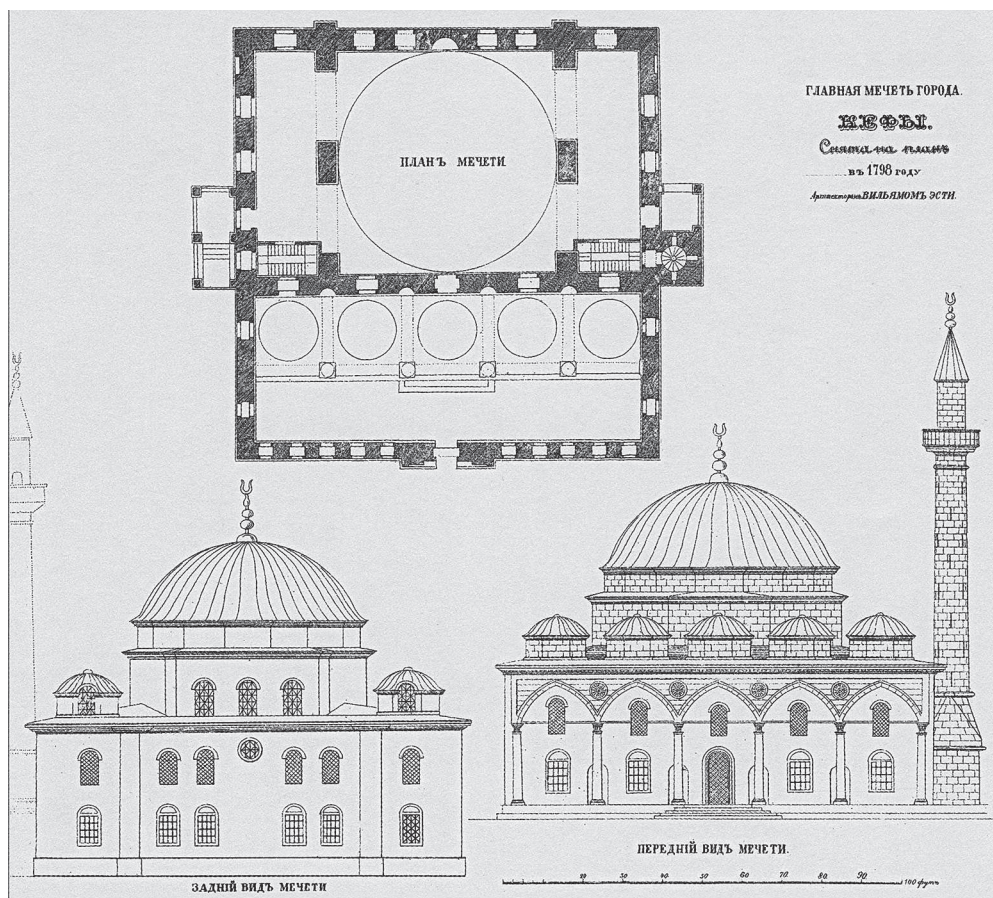 ПЛАНЪ МЕЧЕТИ
ГЛАВНАЯ МЕЧЕТЬ ГОРОДА.
КЕФЫ.
Снята на планъ
въ 1798 году
Архитекторомъ ВИЛЬЯМОМЪ ЭСТИ.
ЗАДНІЙ ВИДЪ МЕЧЕТИ
ПЕРЕДНІЙ ВИДЪ МЕЧЕТИ.
20 30 40 50 60 70 80 90 100 футъ